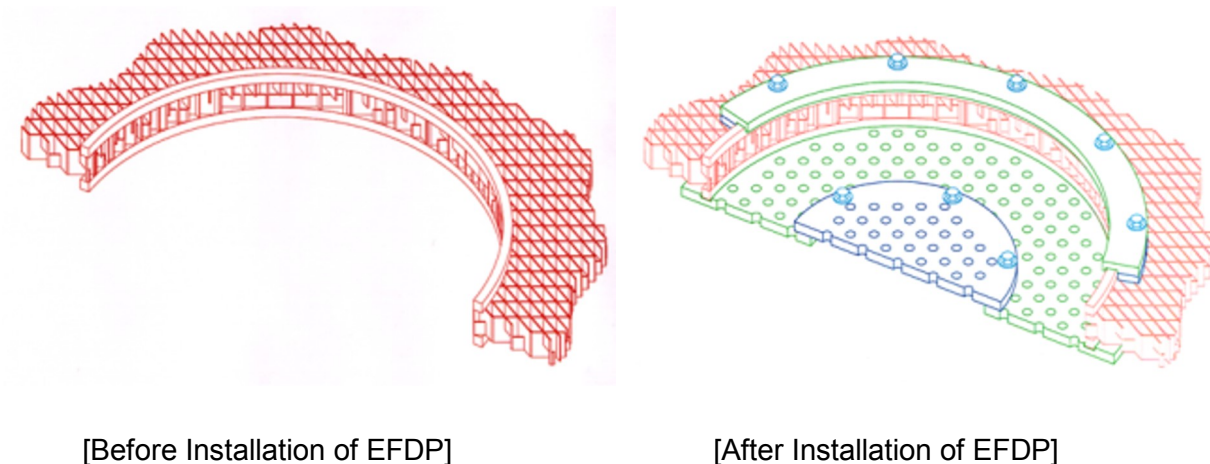 [Before Installation of EFDP]
[After Installation of EFDP]